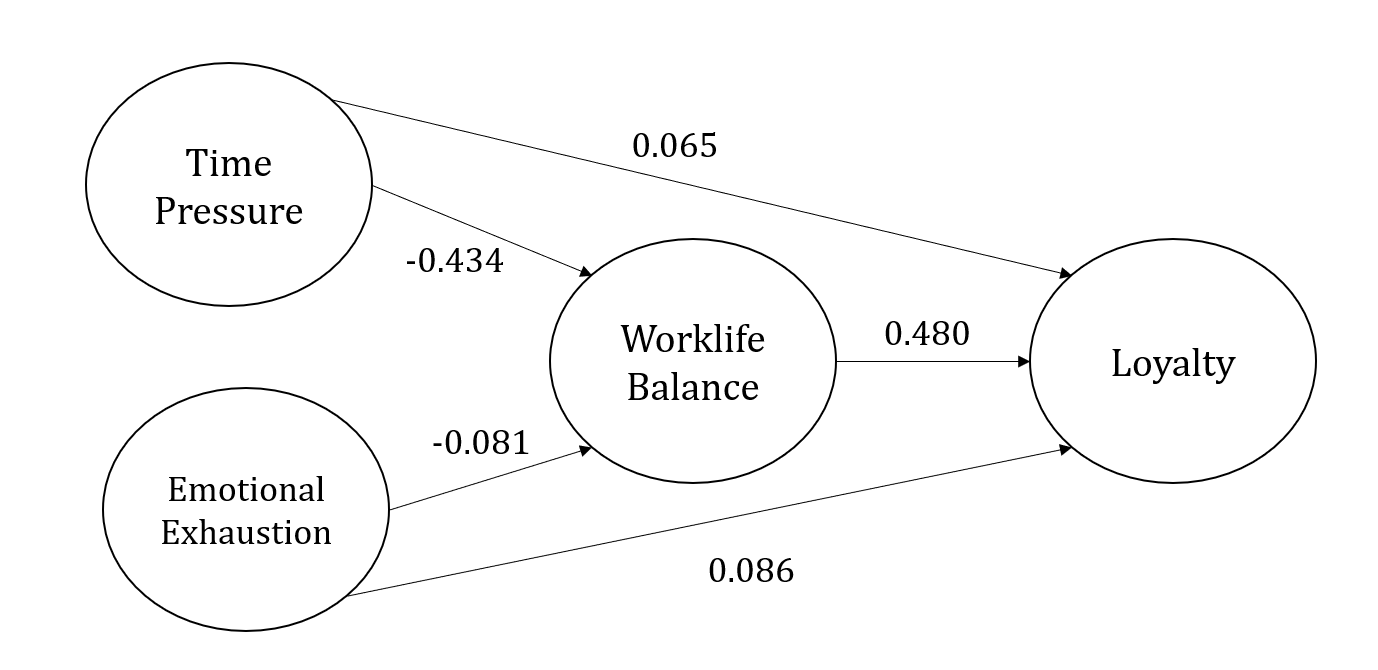 Time
Pressure
0.065
-0.434
Worklife
Balance
0.480
Loyalty
-0.081
Emotional
Exhaustion
0.086